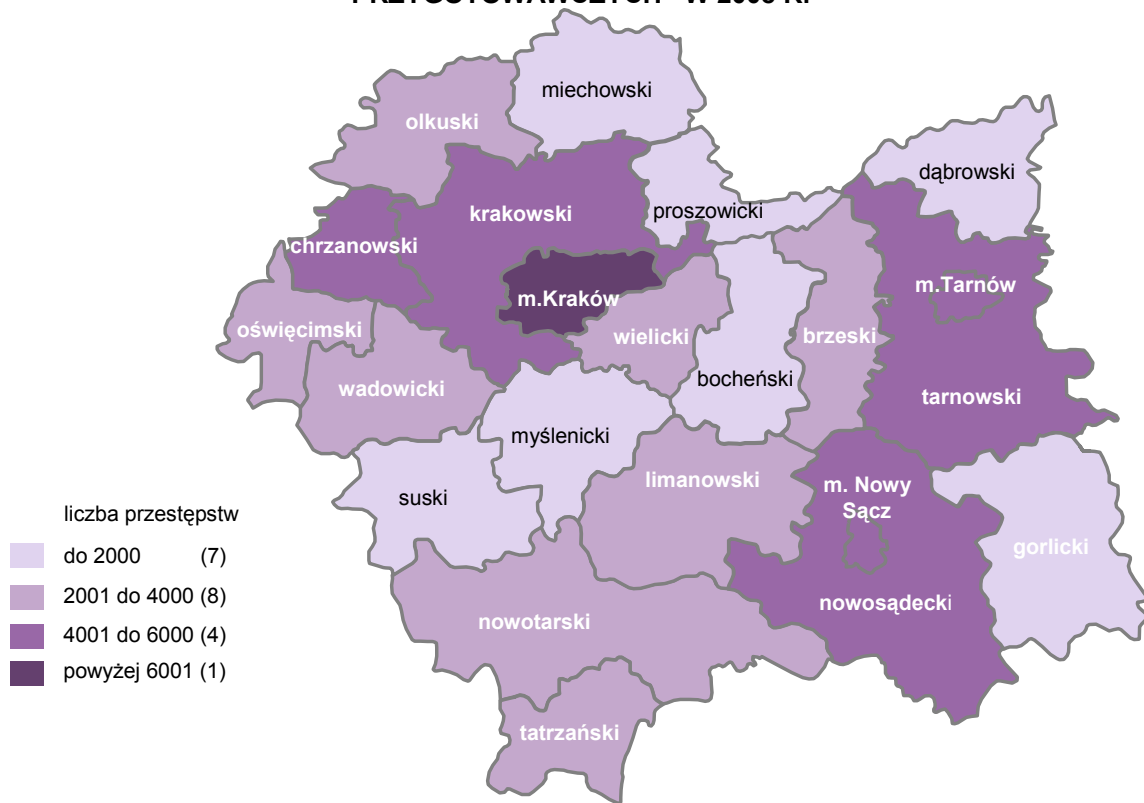 miechowski
olkuski
dąbrowski
krakowski
proszowicki
chrzanowski
m.Tarnów
m.Kraków
oświęcimski
wielicki
brzeski
bocheński
wadowicki
tarnowski
myślenicki
limanowski
m. Nowy
Sącz
suski
gorlicki
nowosądecki
nowotarski
tatrzański
liczba przestępstw
do 2000 (7)
2001 do 4000 (8)
4001 do 6000 (4)
powyżej 6001 (1)